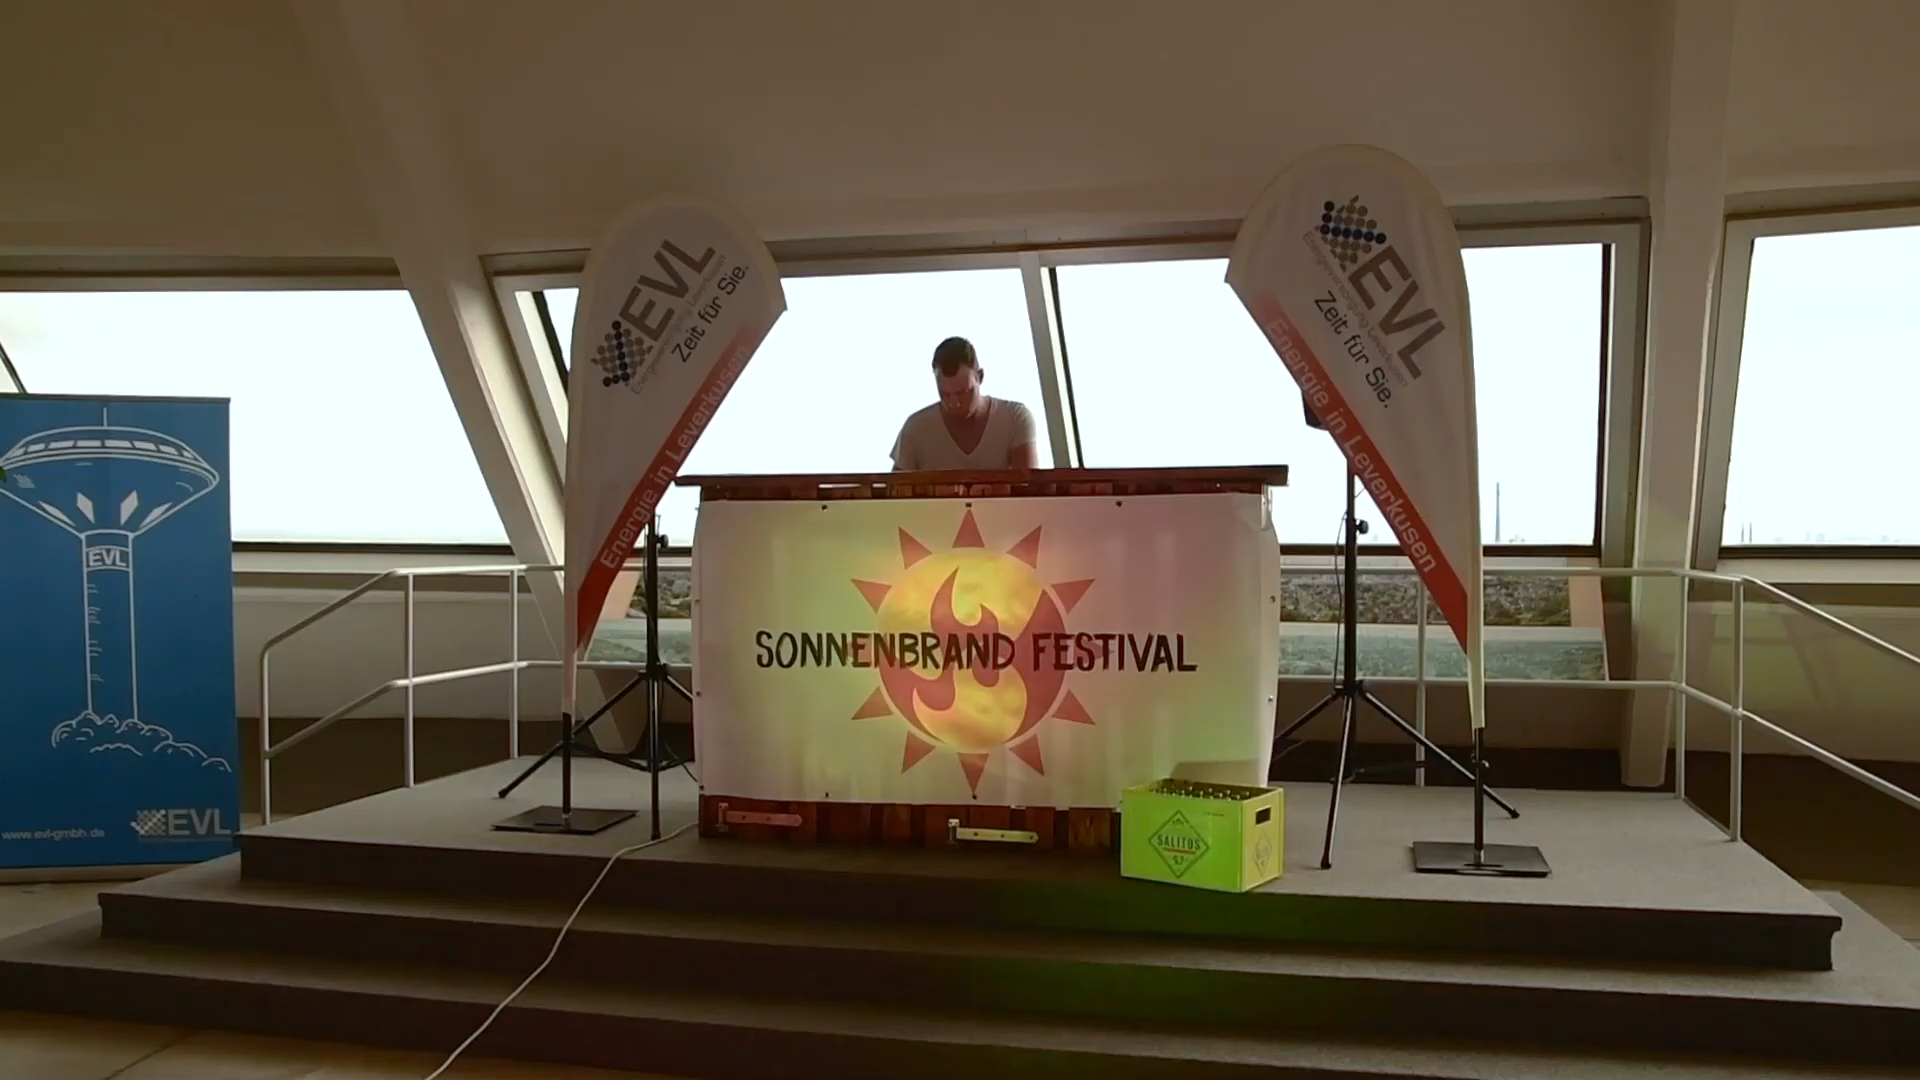 EVL
www.evl-gmbh.de
EVL
EVL
Energieversorgung Leverkusen
Zeit für Sie.
Energie in Leverkusen
SONNENBRAND FESTIVAL
SALITOS
EVL
Energieversorgung Leverkusen
Zeit für Sie.
Energie in Leverkusen